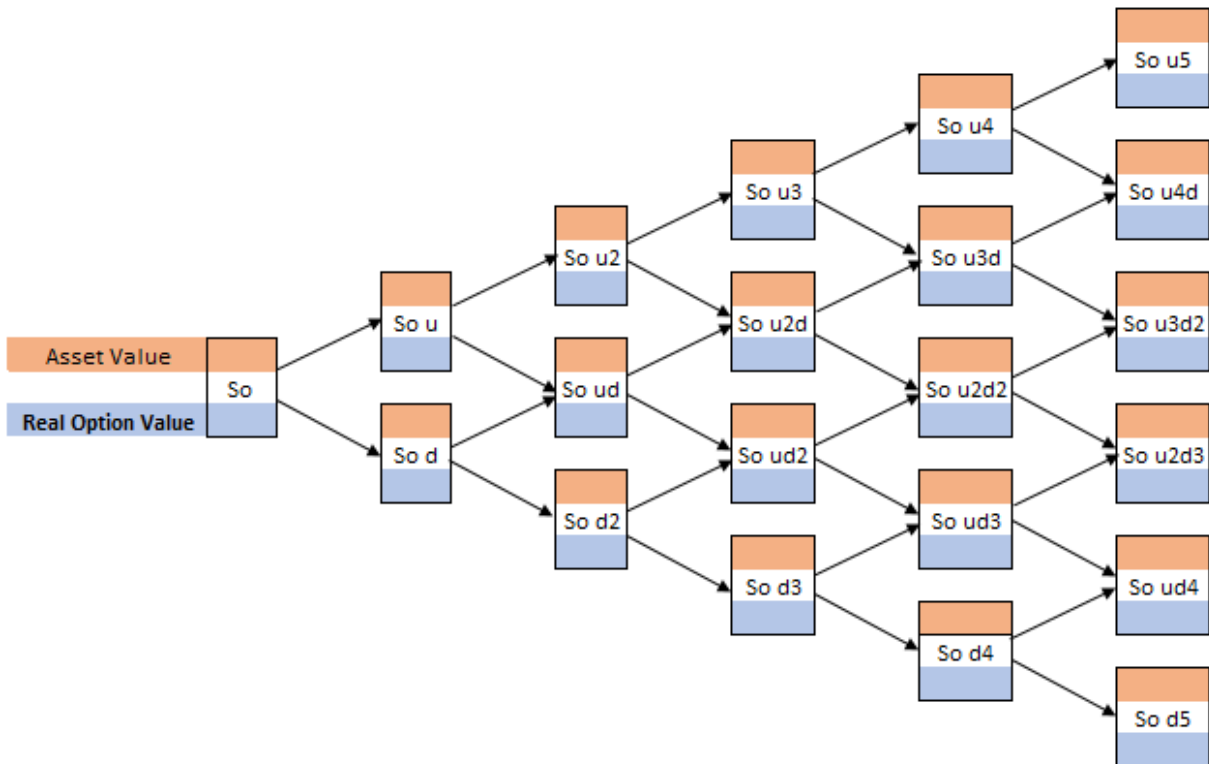 So u5
So u4
So u3
So u4d
So u2
So u3d
So u
So u2d
So u3d2
Asset Value
So
So ud
So u2d2
Real Option Value
So d
So ud2
So u2d3
So d2
So ud3
So d3
So ud4
So d4
So d5